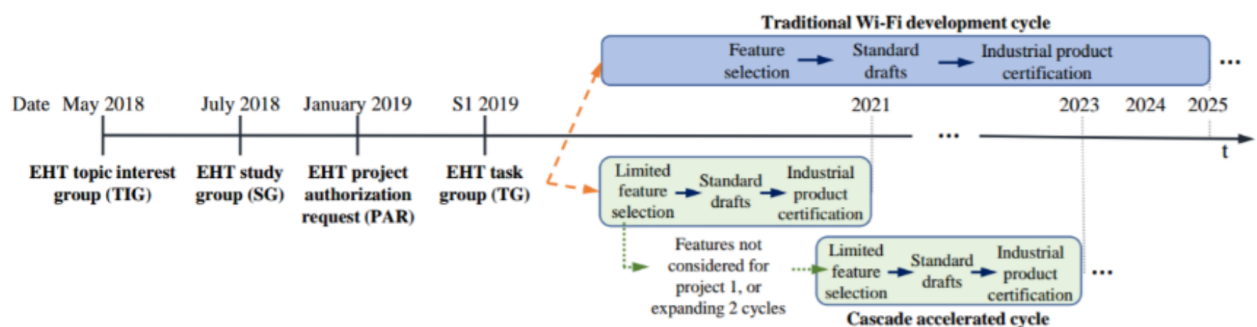 Traditional Wi-Fi development cycle
Feature selection
Standard drafts
Industrial product certification
...
Date May 2018 July 2018 January 2019 S1 2019 2021 2023 2024 2025
...
t
EHT topic interest
group (TIG)
EHT study
group (SG)
EHT project
authorization
request (PAR)
EHT task
group (TG)
Limited
feature
selection
Standard
drafts
Industrial
product
certification
Features not
considered for
project 1, or
expanding 2 cycles
Limited
feature
selection
Standard
drafts
Industrial
product
certification
...
Cascade accelerated cycle